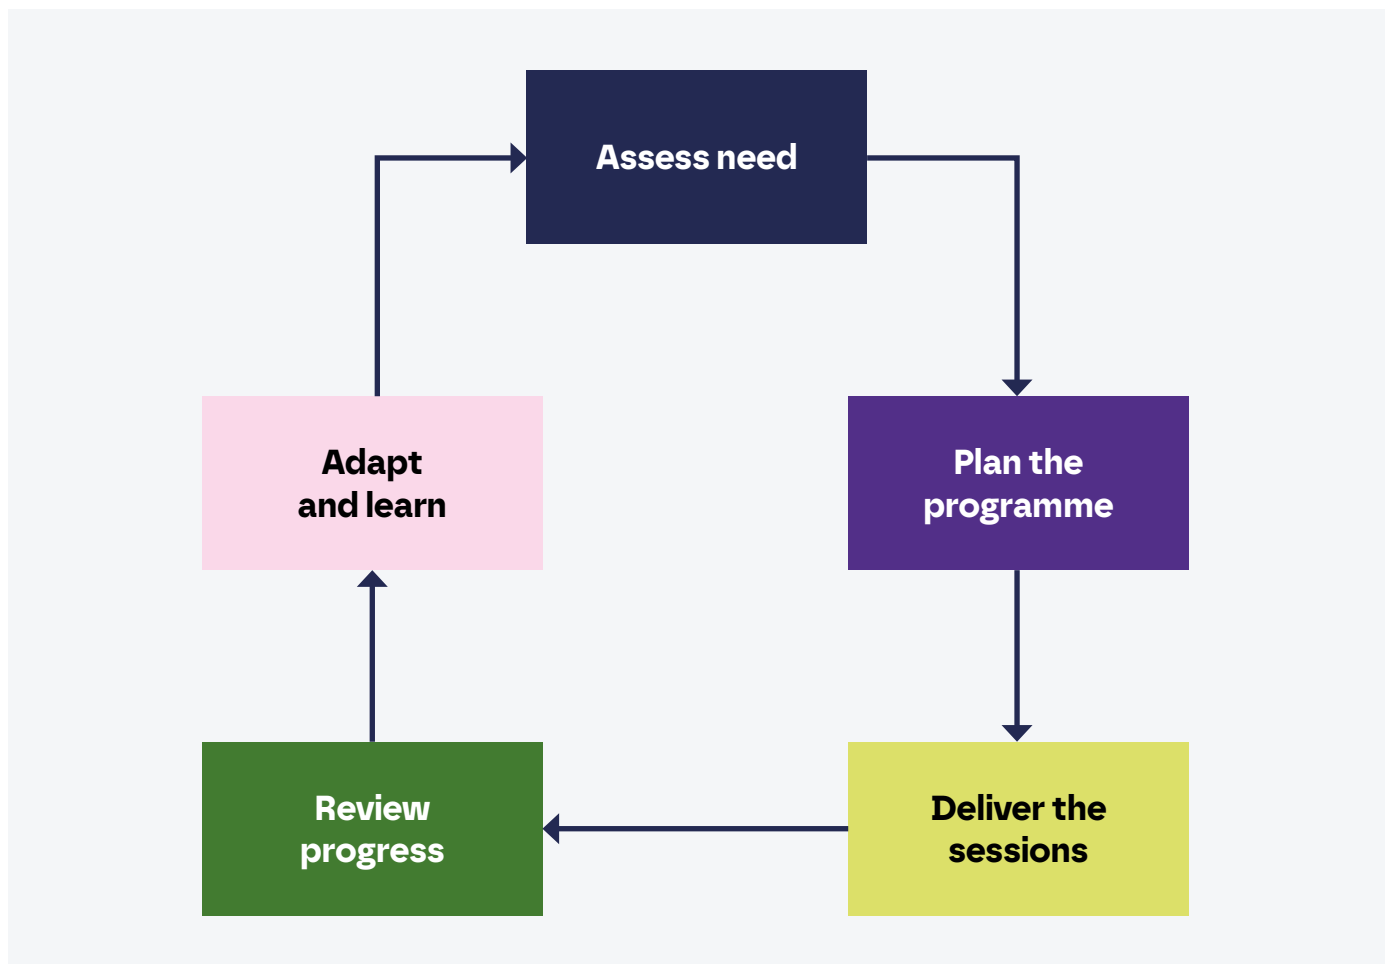 Assess need
Plan the
programme
Deliver the
sessions
Review
progress
Adapt
and learn